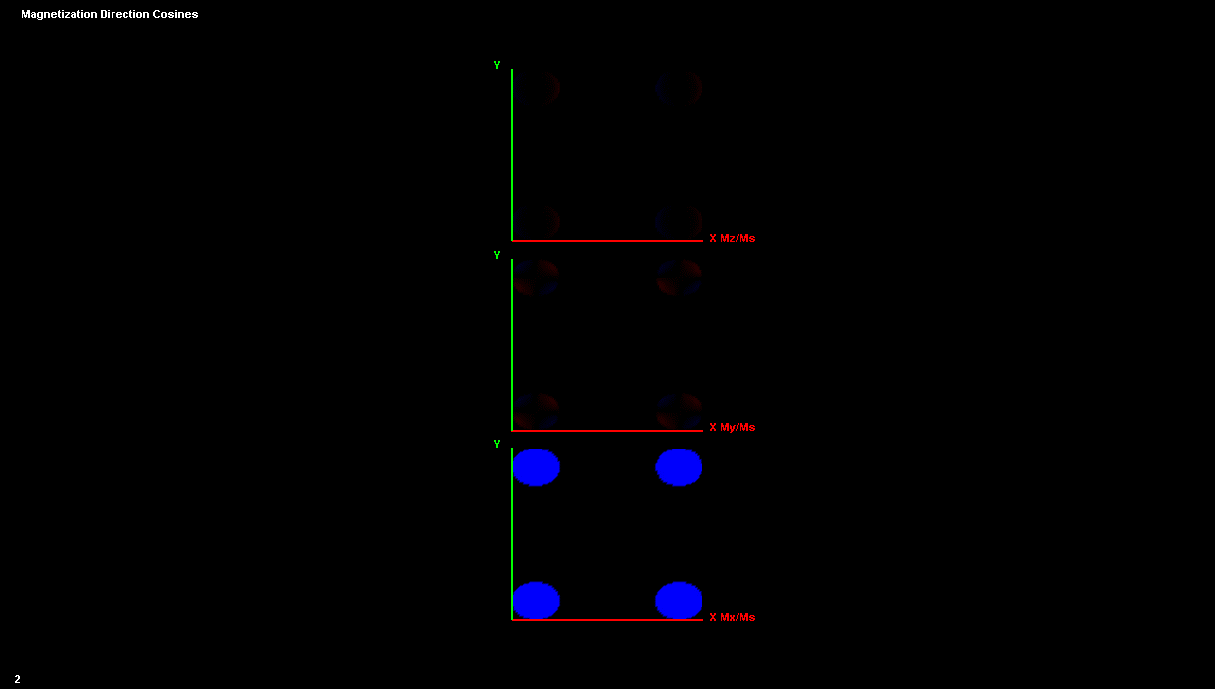 Magnetization Direction Cosines
Y
X Mz/Ms
Y
X My/Ms
Y
X Mx/Ms
2